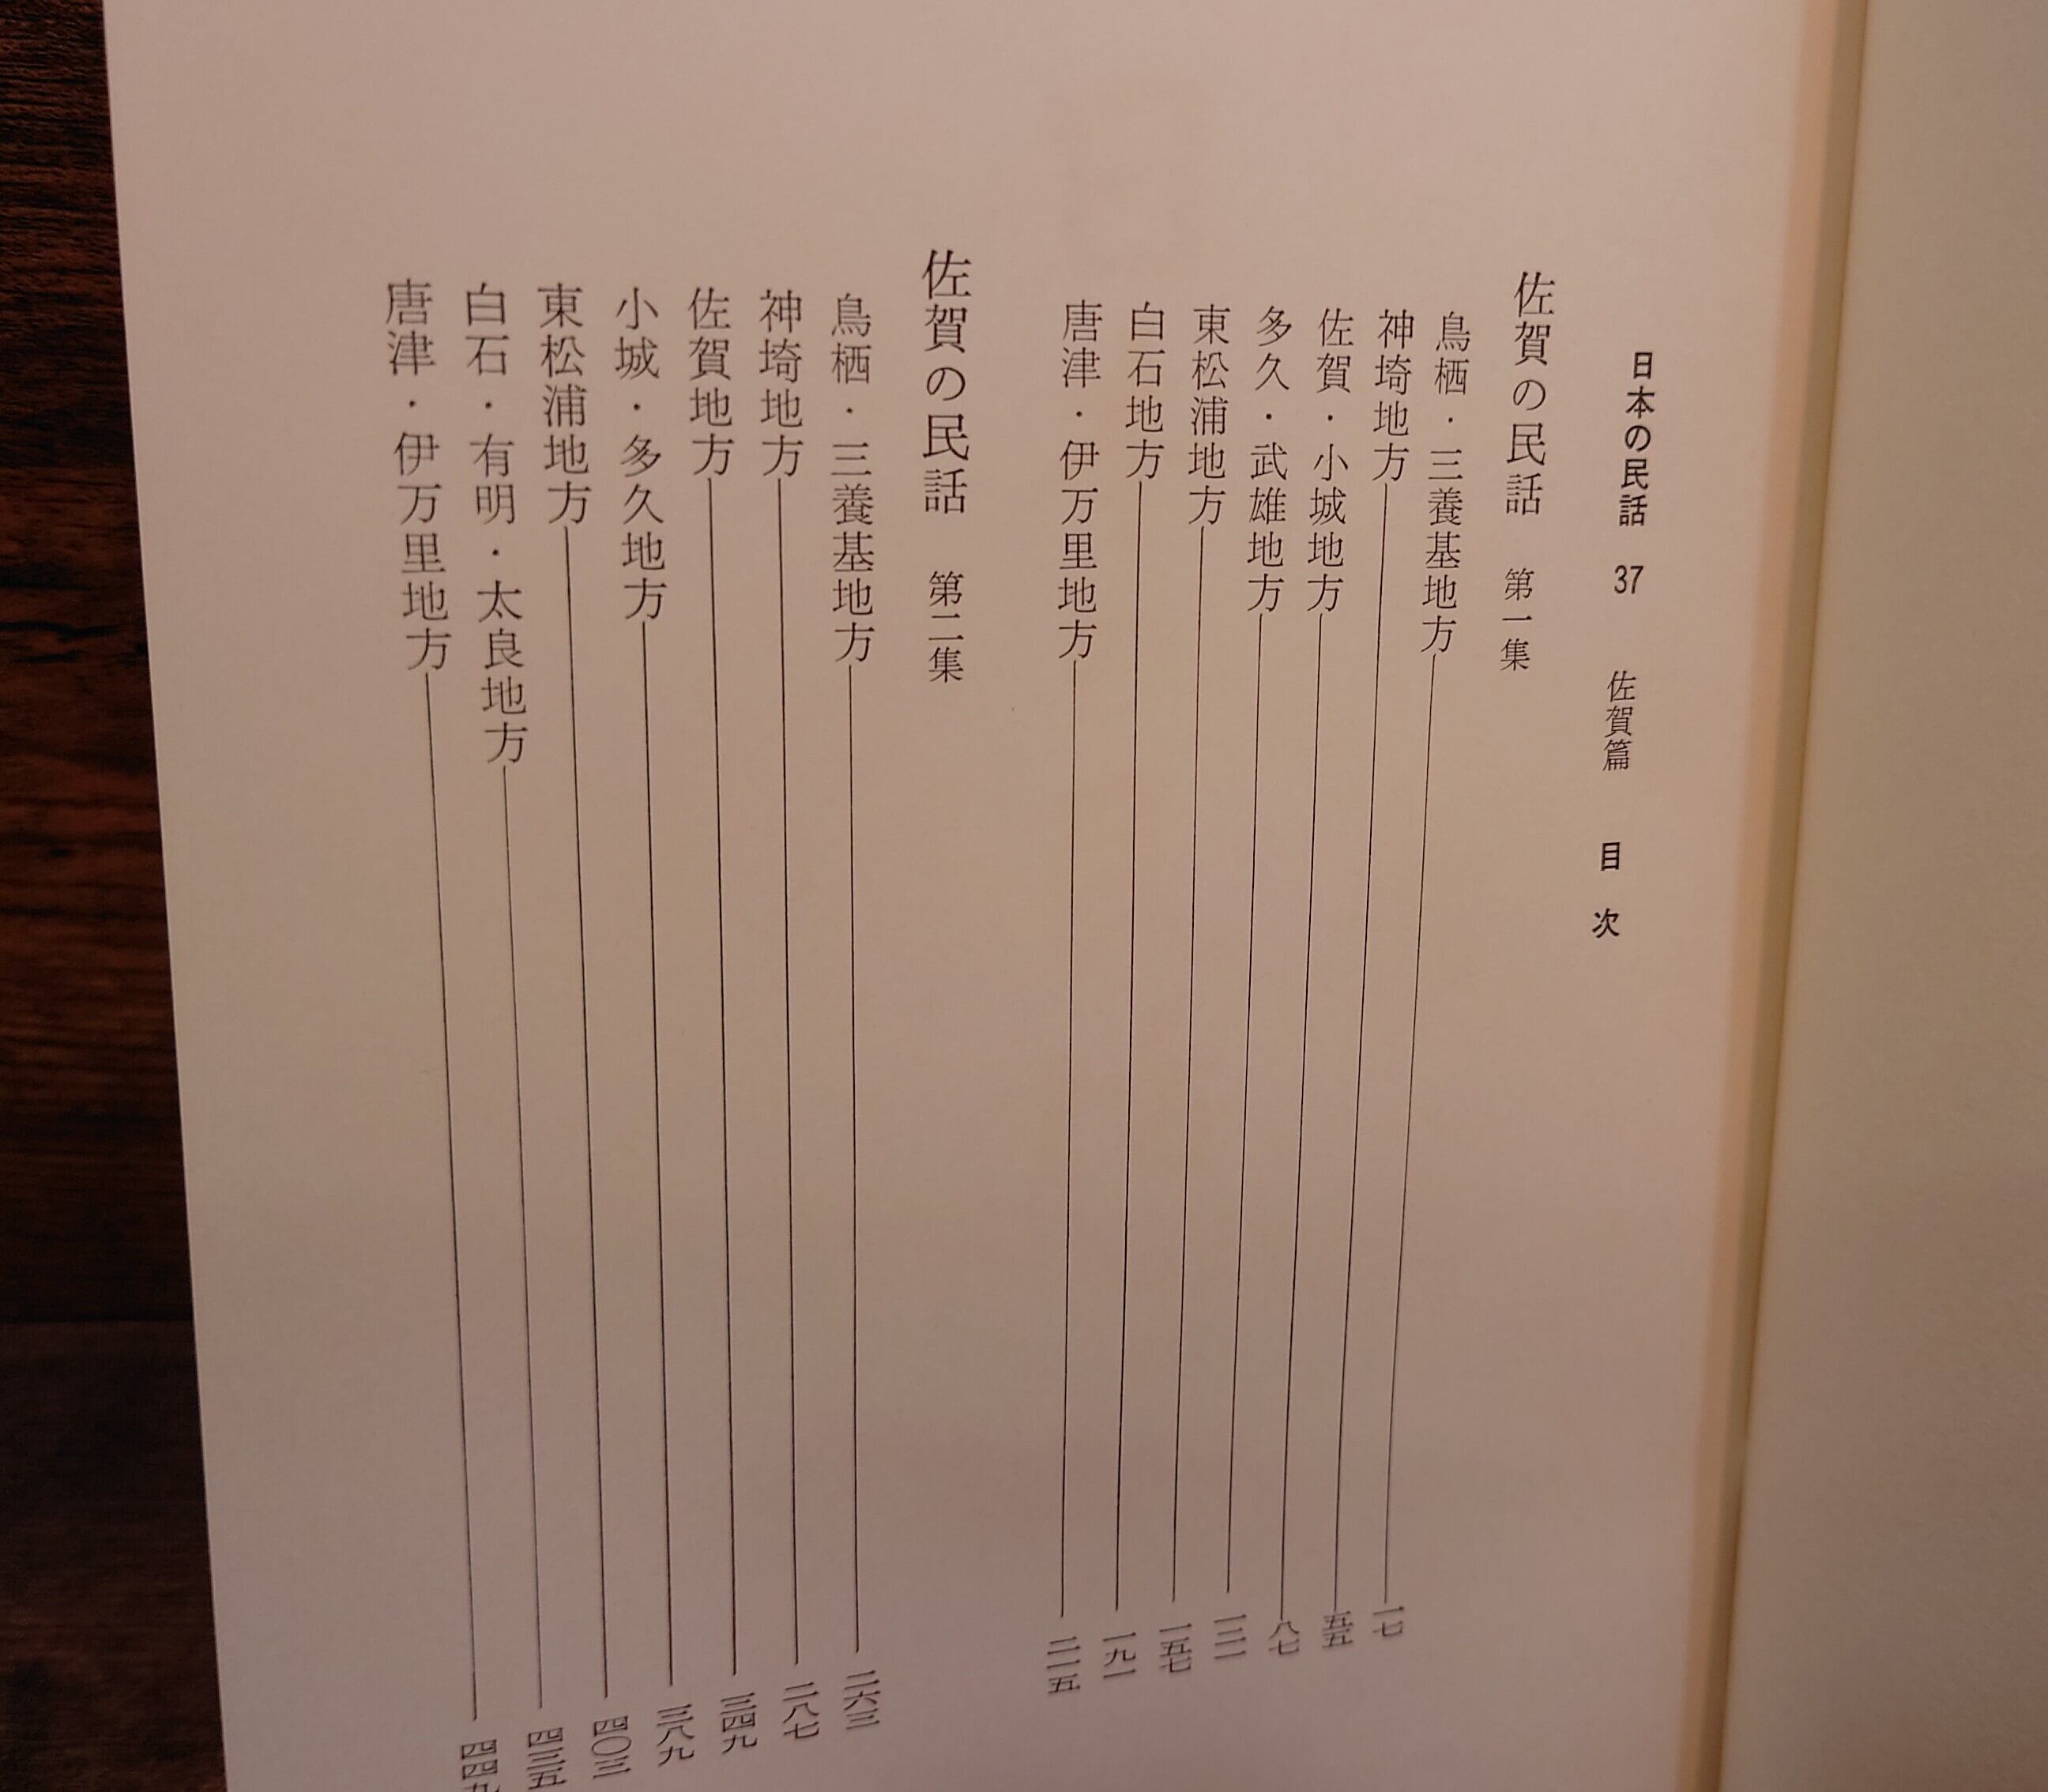 日本の民話 37 佐賀篇 目次
佐賀の民話 第一集
鳥栖・三養基地方 一七
神埼地方 五五
佐賀・小城地方 八七
多久・武雄地方
東松浦地方 一五七
白石地方 一九一
唐津・伊万里地方 二一五
佐賀の民話 第二集
鳥栖・三養基地方 二六三
神埼地方 二八七
佐賀地方 三四九
小城・多久地方 三八九
東松浦地方 四〇三
白石・有明・太良地方 四三五
唐津・伊万里地方 四四九